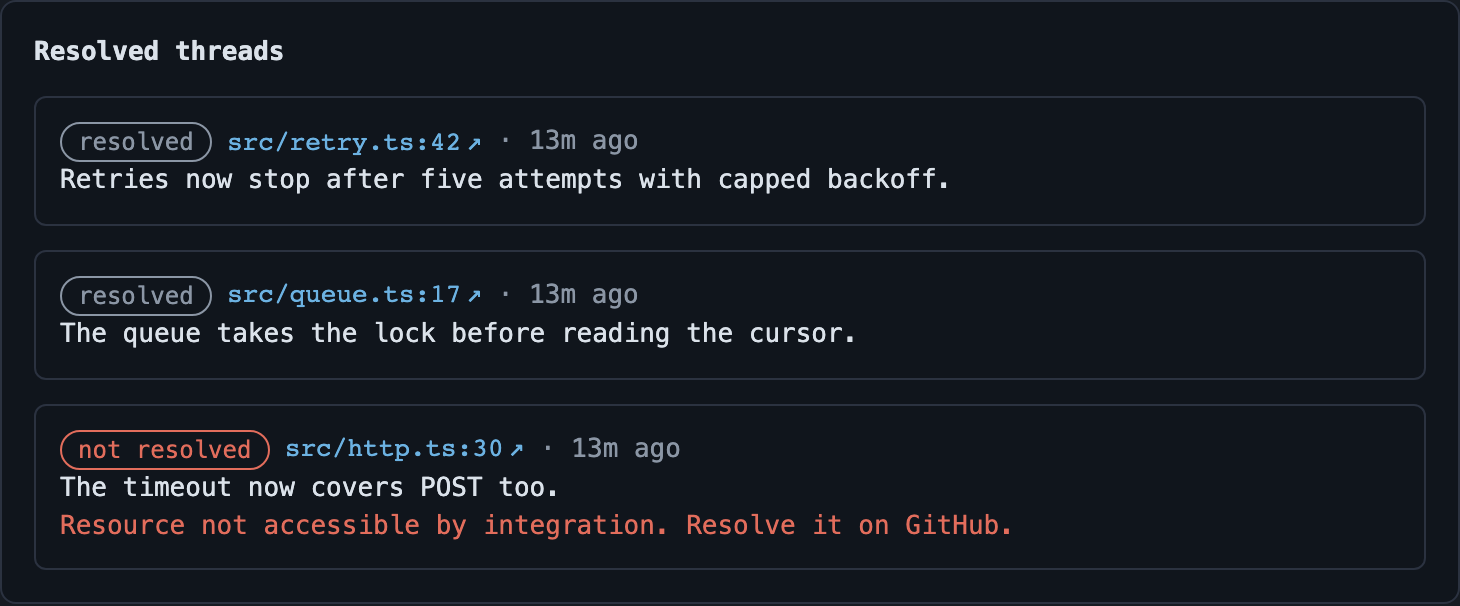 Resolved threads
resolved src/retry.ts:42↗ · 13m ago
Retries now stop after five attempts with capped backoff.
resolved src/queue.ts:17↗ · 13m ago
The queue takes the lock before reading the cursor.
not resolved src/http.ts:30↗ · 13m ago
The timeout now covers POST too.
Resource not accessible by integration. Resolve it on GitHub.